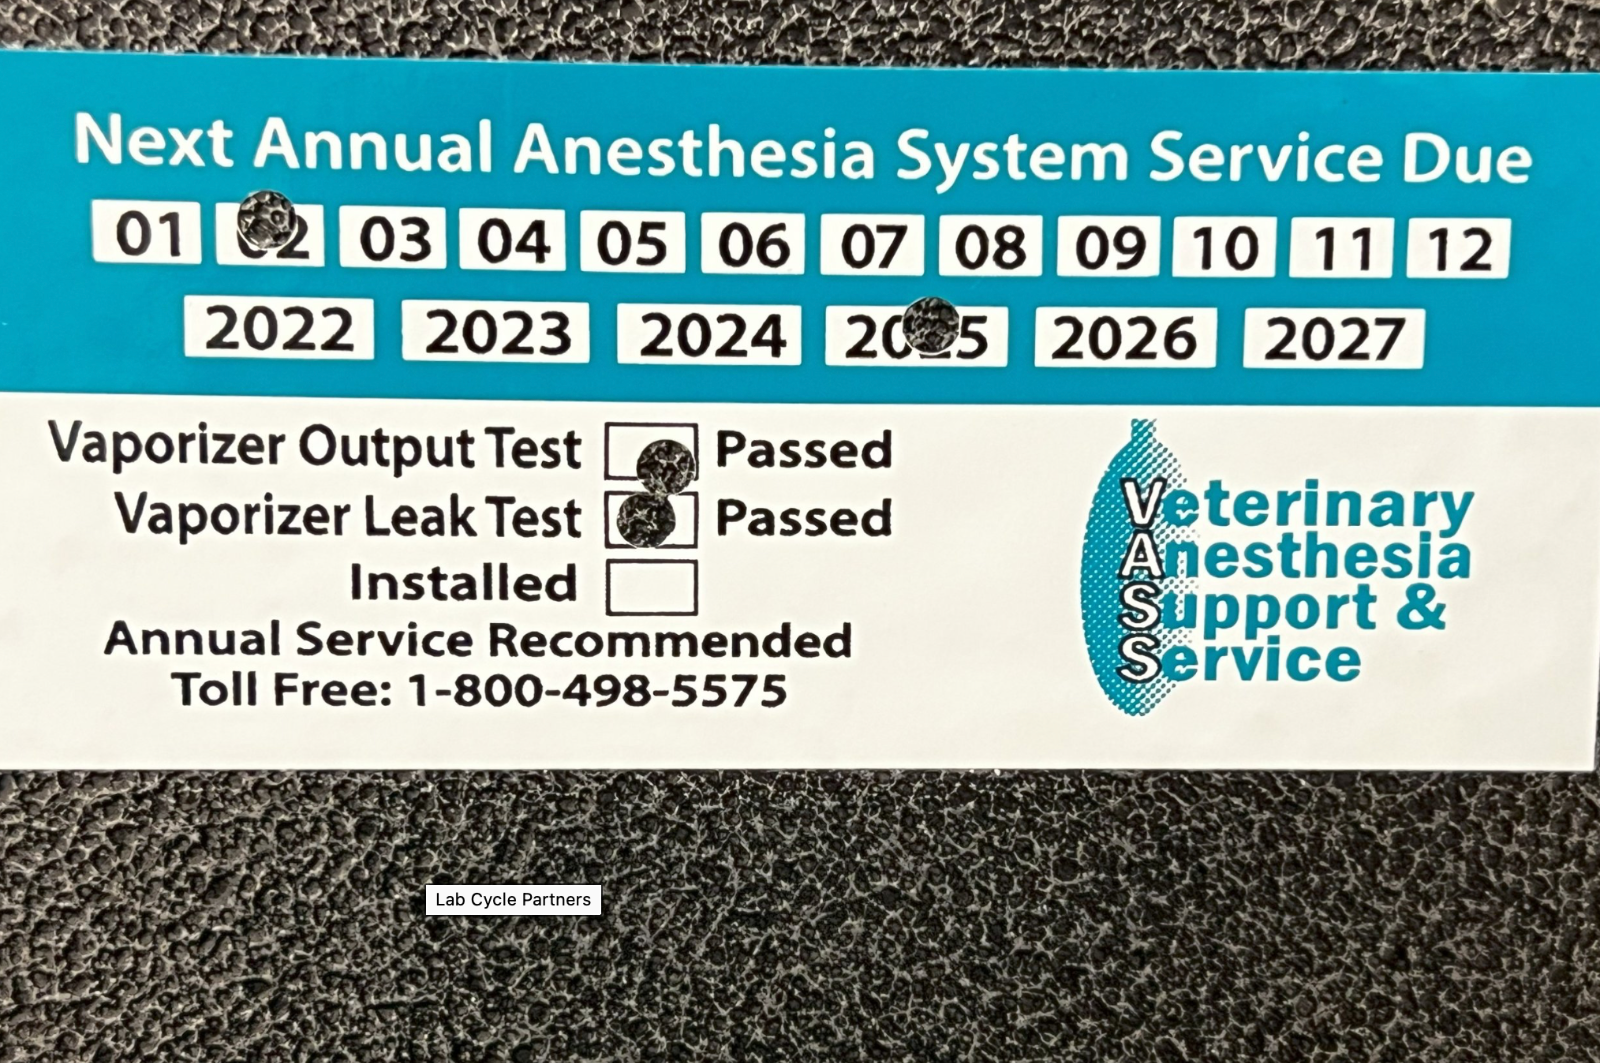 Next Annual Anesthesia System Service Due
01 02 03 04 05 06 07 08 09 10 11 12
2022 2023 2024 2025 2026 2027
Vaporizer Output Test Passed
Vaporizer Leak Test Passed
Installed
Annual Service Recommended
Toll Free: 1-800-498-5575
Veterinary
Anesthesia
Support &
Service
Lab Cycle Partners